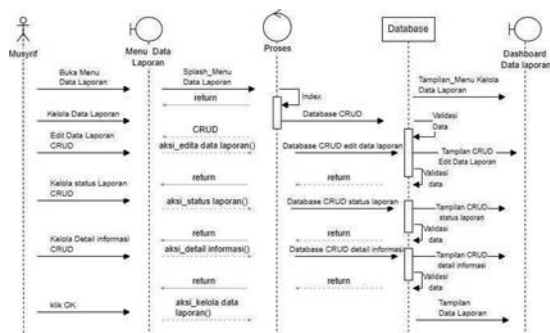 Musyrif
Menu Data
Laporan
Proses
Database
Dashboard
Data laporan
Buka Menu
Data Laporan
Splash_Menu
Data Laporan
return
Index
Tampilan_Menu Kelola
Data Laporan
Kelola Data Laporan
Database CRUD
Validasi
Data
Edit Data Laporan
CRUD
CRUD
aksi_edita data laporan()
Database CRUD edit data laporan
Tampilan CRUD
Edit Data Laporan
return
return
Validasi
data
Kelola status Laporan
CRUD
aksi_status laporan()
Database CRUD status laporan
Tampilan CRUD
status laporan
return
return
Validasi
data
Kelola Detail informasi
CRUD
aksi_detail informasi()
Database CRUD detail informasi
Tampilan CRUD
detail informasi
return
return
Validasi
data
klik OK
aksi_kelola data
laporan()
Tampilan
Data Laporan